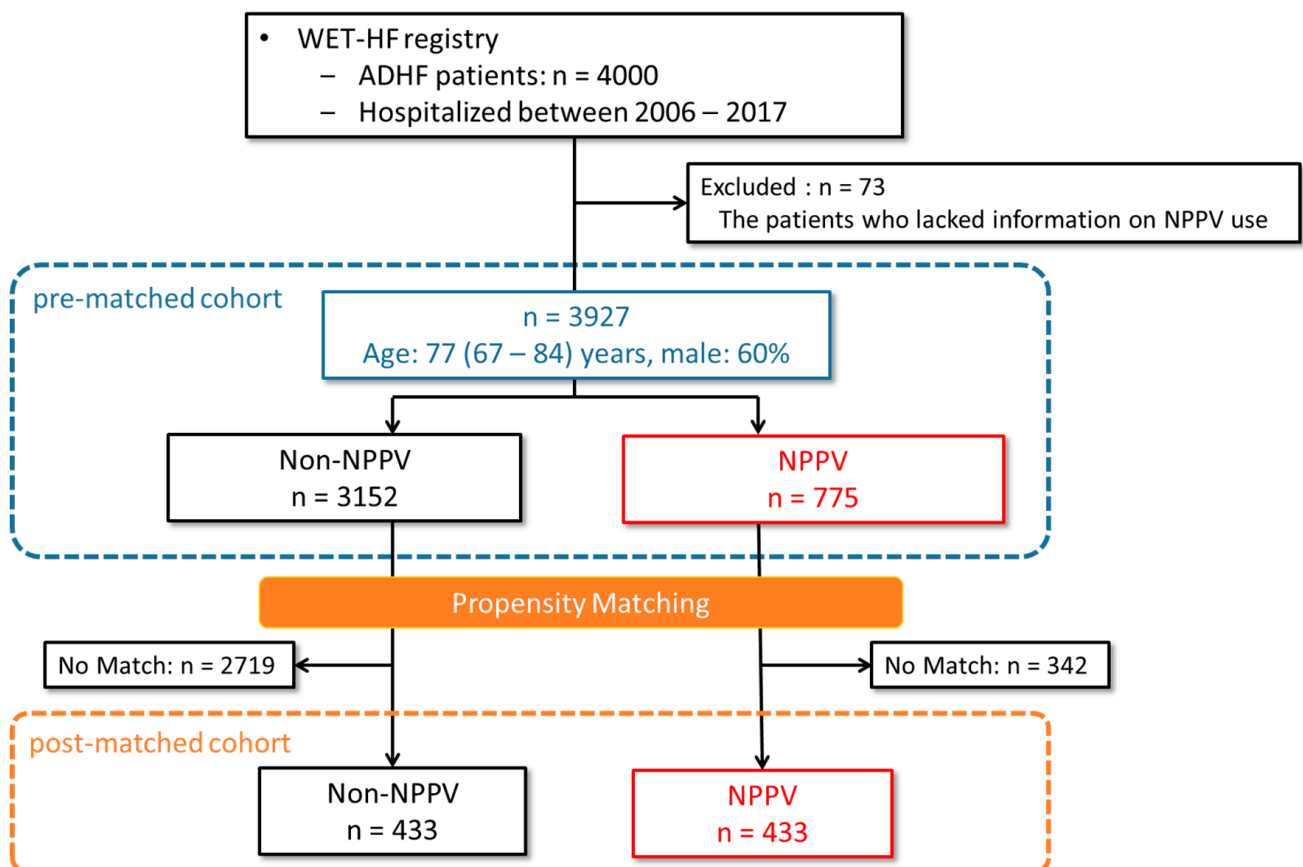 • WET-HF registry
– ADHF patients: n = 4000
– Hospitalized between 2006 – 2017
Excluded : n = 73
The patients who lacked information on NPPV use
pre-matched cohort
n = 3927
Age: 77 (67 – 84) years, male: 60%
Non-NPPV
n = 3152
NPPV
n = 775
Propensity Matching
No Match: n = 2719
No Match: n = 342
post-matched cohort
Non-NPPV
n = 433
NPPV
n = 433